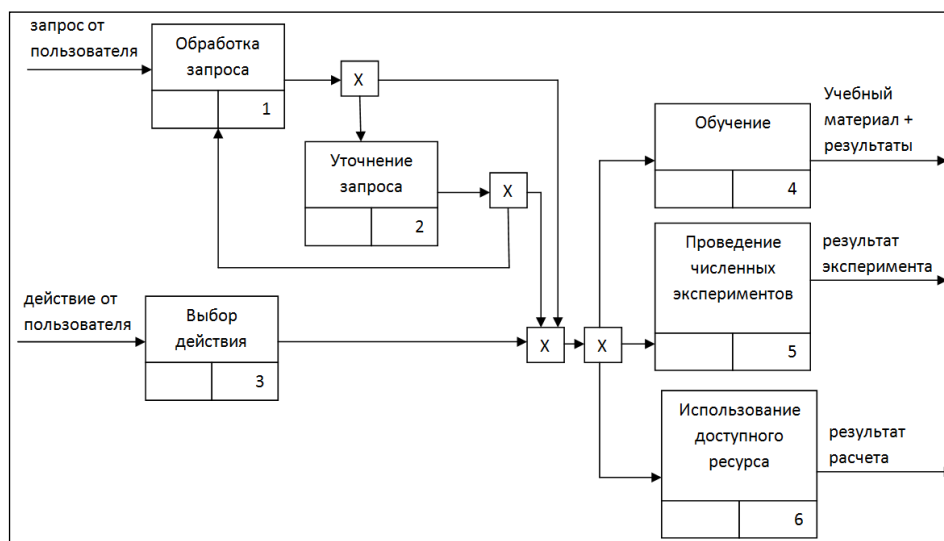 запрос от
пользователя
Обработка
запроса
1
X
Уточнение
запроса
2
X
действие от
пользователя
Выбор
действия
3
X
X
Обучение
4
Учебный
материал +
результаты
Проведение
численных
экспериментов
5
результат
эксперимента
Использование
доступного
ресурса
6
результат
расчета